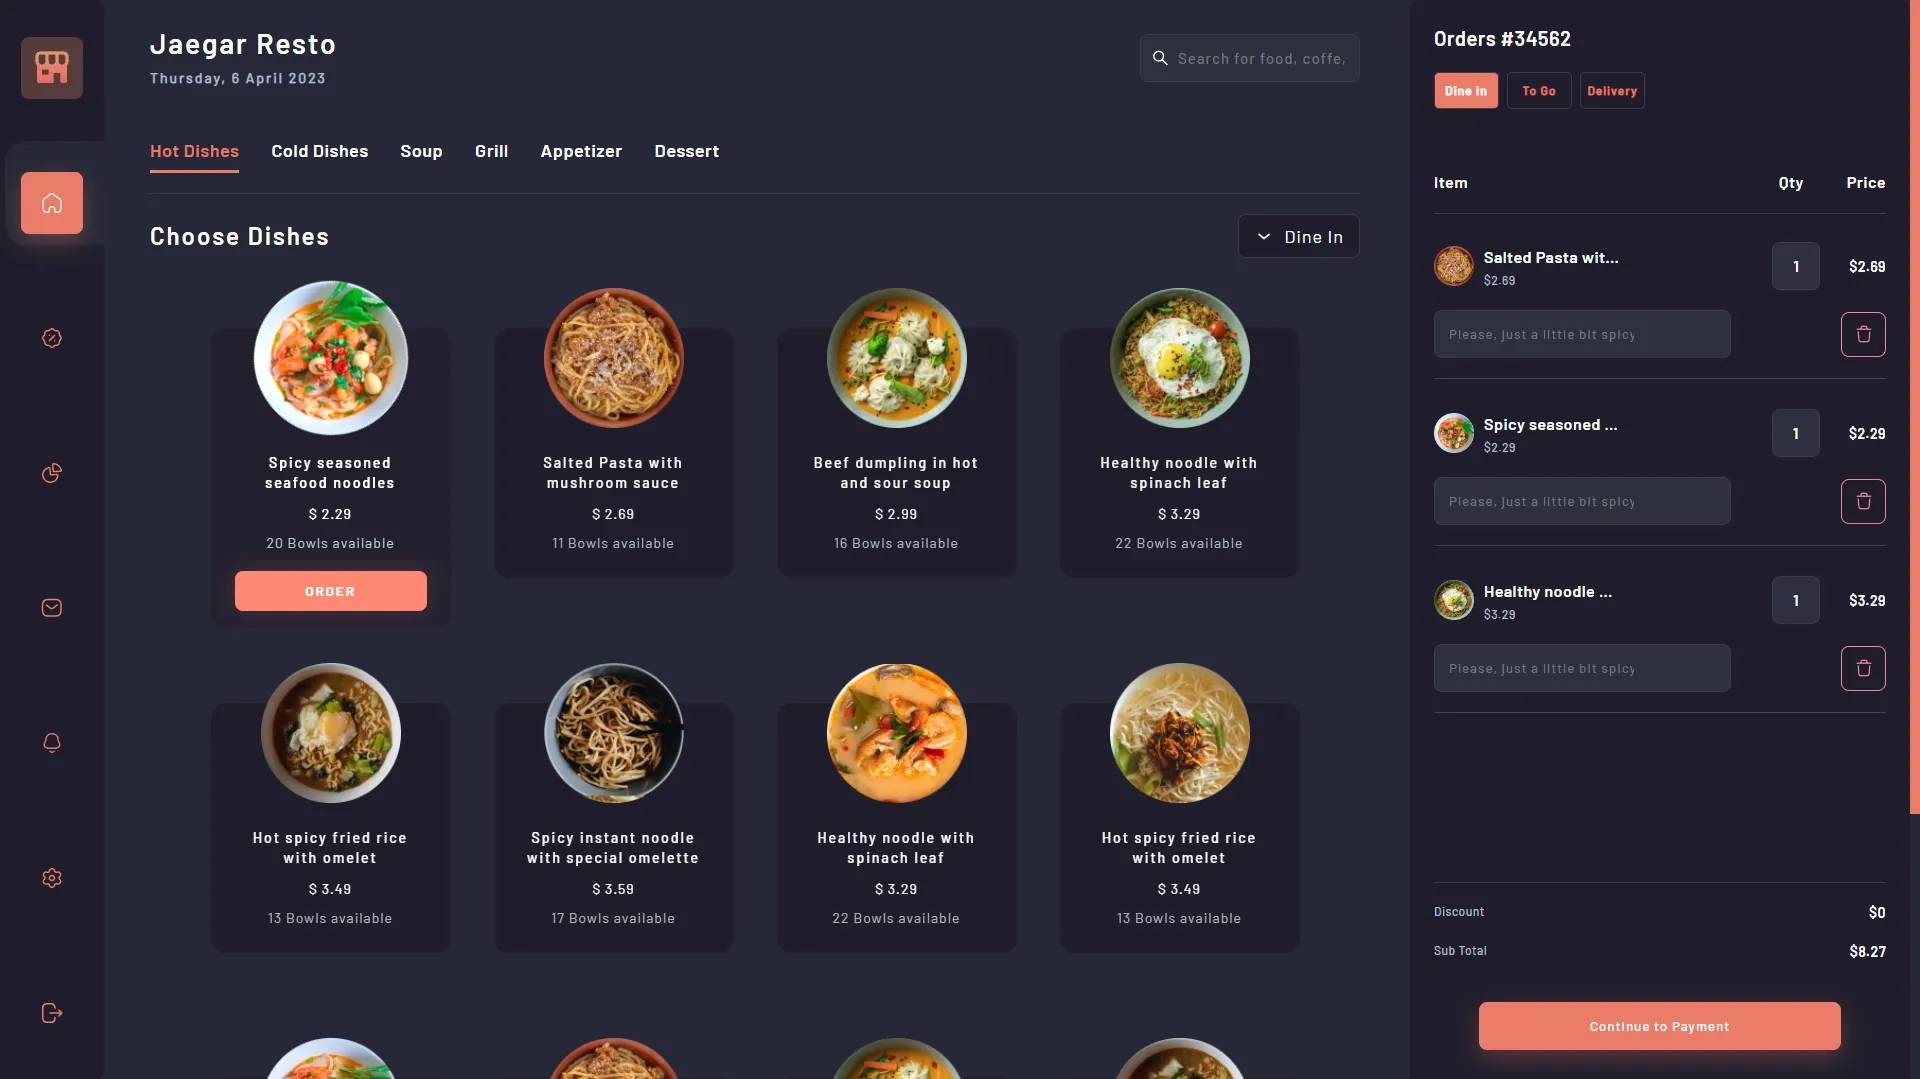 Jaegar Resto
Thursday, 6 April 2023
Search for food, coffe,
Hot Dishes Cold Dishes Soup Grill Appetizer Dessert
Choose Dishes
Dine In
Spicy seasoned
seafood noodles
$ 2.29
20 Bowls available
ORDER
Salted Pasta with
mushroom sauce
$ 2.69
11 Bowls available
Beef dumpling in hot
and sour soup
$ 2.99
16 Bowls available
Healthy noodle with
spinach leaf
$ 3.29
22 Bowls available
Hot spicy fried rice
with omelet
$ 3.49
13 Bowls available
Spicy instant noodle
with special omelette
$ 3.59
17 Bowls available
Healthy noodle with
spinach leaf
$ 3.29
22 Bowls available
Hot spicy fried rice
with omelet
$ 3.49
13 Bowls available
Orders #34562
Dine In To Go Delivery
Item Qty Price
Salted Pasta wit...
$2.69
1
$2.69
Please, just a little bit spicy
Spicy seasoned ...
$2.29
1
$2.29
Please, just a little bit spicy
Healthy noodle ...
$3.29
1
$3.29
Please, just a little bit spicy
Discount $0
Sub Total $8.27
Continue to Payment